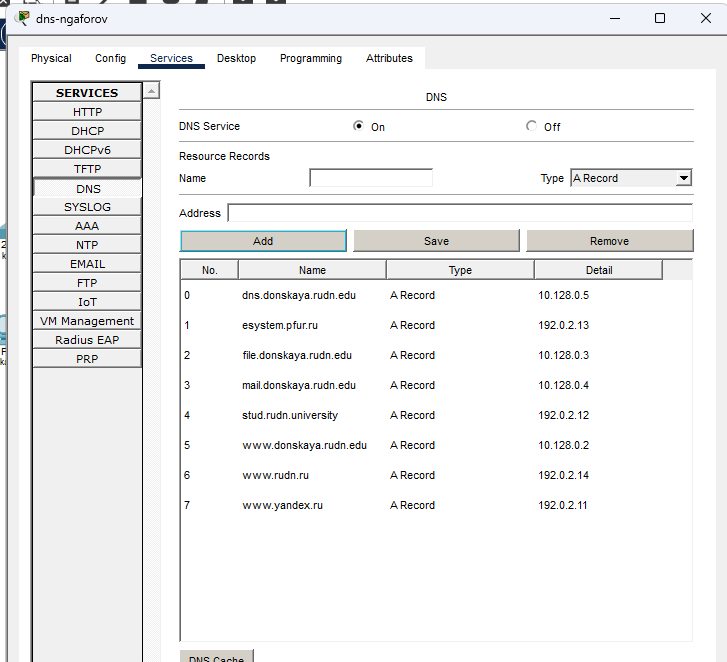 dns-ngaforov
Physical Config Services Desktop Programming Attributes
SERVICES
HTTP
DHCP
DHCPv6
TFTP
DNS
SYSLOG
AAA
NTP
EMAIL
FTP
IoT
VM Management
Radius EAP
PRP
DNS
DNS Service On Off
Resource Records
Name Type A Record
Address
Add Save Remove
No. Name Type Detail
0 dns.donskaya.rudn.edu A Record 10.128.0.5
1 esystem.pfur.ru A Record 192.0.2.13
2 file.donskaya.rudn.edu A Record 10.128.0.3
3 mail.donskaya.rudn.edu A Record 10.128.0.4
4 stud.rudn.university A Record 192.0.2.12
5 www.donskaya.rudn.edu A Record 10.128.0.2
6 www.rudn.ru A Record 192.0.2.14
7 www.yandex.ru A Record 192.0.2.11
DNS Cache